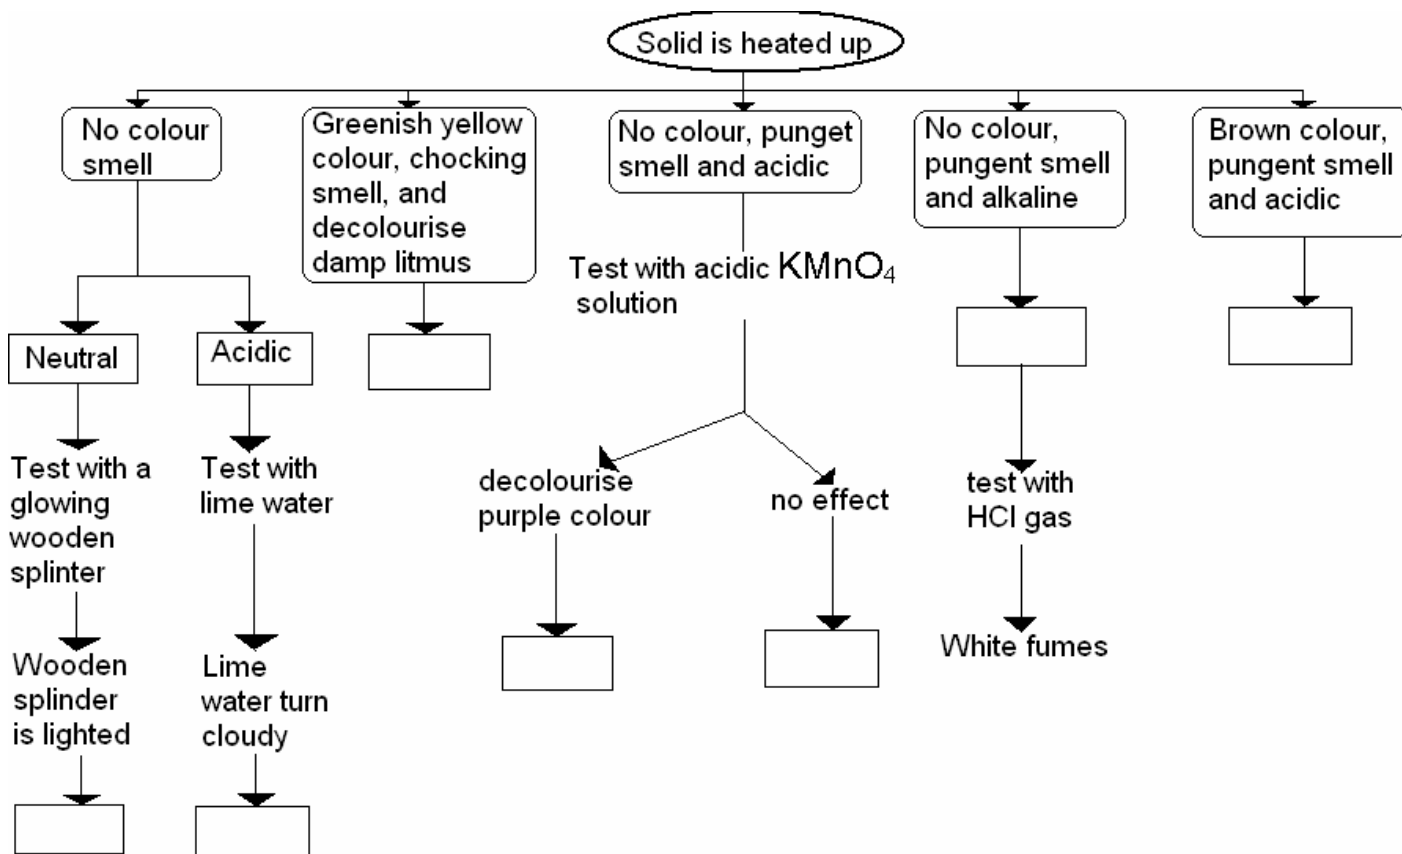 Solid is heated up
No colour
smell
Greenish yellow
colour, chocking
smell, and
decolourise
damp litmus
No colour, punget
smell and acidic
No colour,
pungent smell
and alkaline
Brown colour,
pungent smell
and acidic
Neutral
Acidic
Test with acidic KMnO₄
solution
Test with a
glowing
wooden
splinter
Test with
lime water
decolourise
purple colour
no effect
test with
HCl gas
Wooden
splinder
is lighted
Lime
water turn
cloudy
White fumes